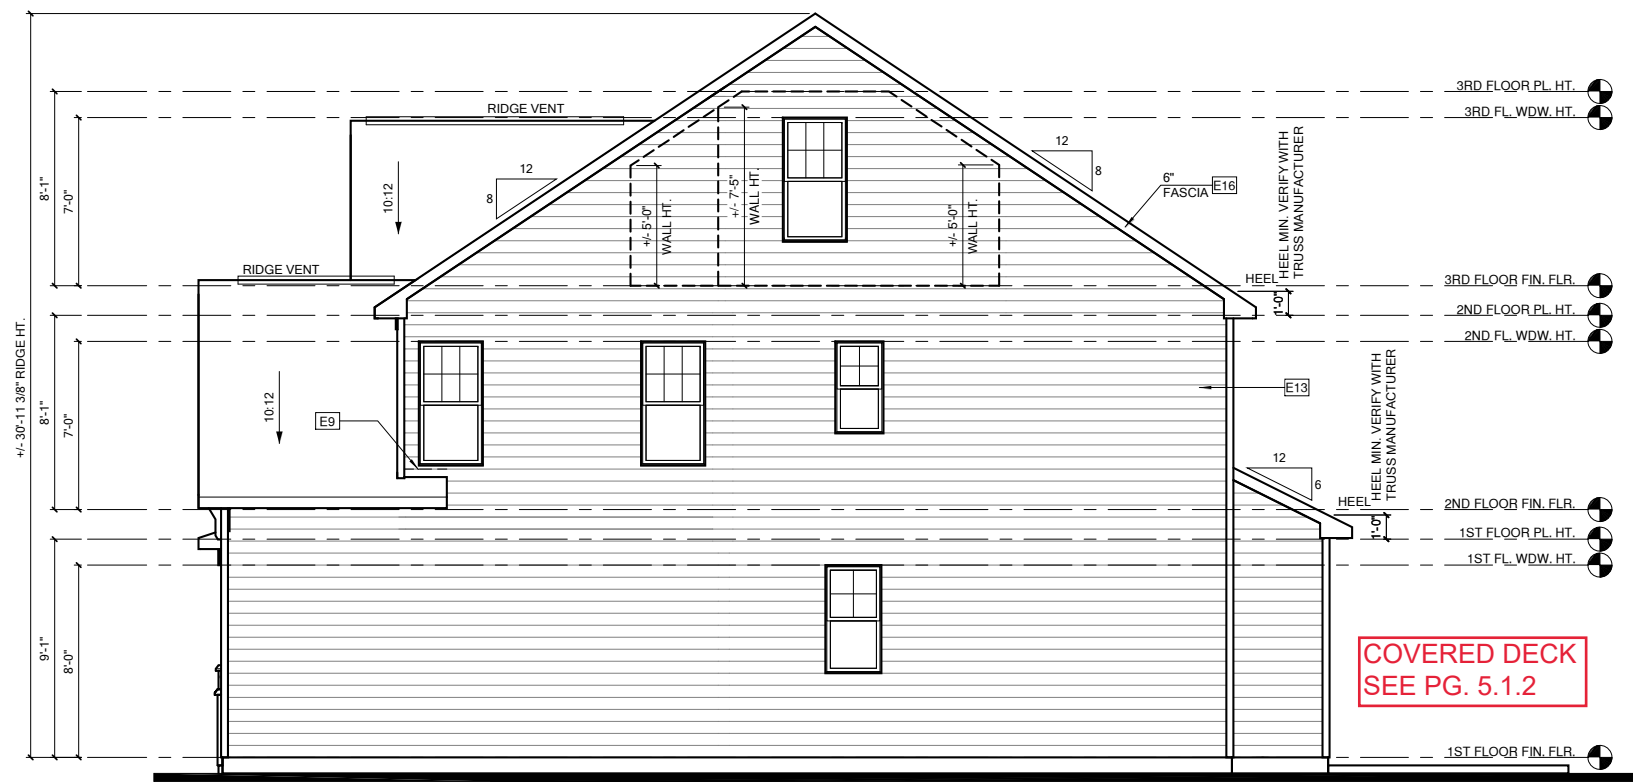 3RD FLOOR PL. HT.
RIDGE VENT
3RD FL. WDW. HT.
12
8
12
8
6"
FASCIA
E16
HEEL MIN. VERIFY WITH
TRUSS MANUFACTURER
8'-1"
7'-0"
10:12
+/- 5'-0"
WALL HT.
+/- 7'-5"
WALL HT.
+/- 5'-0"
WALL HT.
RIDGE VENT
HEEL
1'-0"
3RD FLOOR FIN. FLR.
2ND FLOOR PL. HT.
2ND FL. WDW. HT.
+/- 30'-11 3/8" RIDGE HT.
8'-1"
7'-0"
10:12
E9
E13
HEEL MIN. VERIFY WITH
TRUSS MANUFACTURER
12
6
HEEL
1'-0"
2ND FLOOR FIN. FLR.
1ST FLOOR PL. HT.
1ST FL. WDW. HT.
9'-1"
8'-0"
COVERED DECK
SEE PG. 5.1.2
1ST FLOOR FIN. FLR.